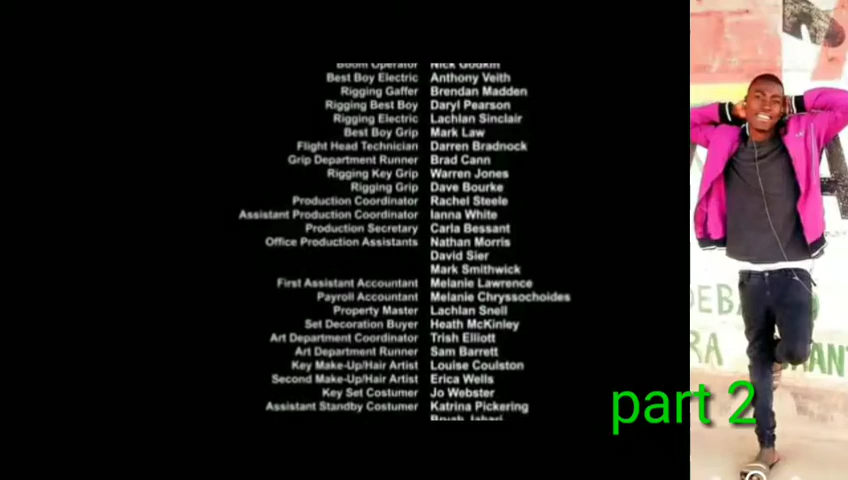 Boom Operator Nick Godkin
Best Boy Electric Anthony Veith
Rigging Gaffer Brendan Madden
Rigging Best Boy Daryl Pearson
Rigging Electric Lachlan Sinclair
Best Boy Grip Mark Law
Flight Head Technician Darren Bradnock
Grip Department Runner Brad Cann
Rigging Key Grip Warren Jones
Rigging Grip Dave Bourke
Production Coordinator Rachel Steele
Assistant Production Coordinator Ianna White
Production Secretary Carla Bessant
Office Production Assistants Nathan Morris
David Sier
Mark Smithwick
First Assistant Accountant Melanie Lawrence
Payroll Accountant Melanie Chryssochoides
Property Master Lachlan Snell
Set Decoration Buyer Heath McKinley
Art Department Coordinator Trish Elliott
Art Department Runner Sam Barrett
Key Make-Up/Hair Artist Louise Coulston
Second Make-Up/Hair Artist Erica Wells
Key Set Costumer Jo Webster
Assistant Standby Costumer Katrina Pickering
part 2